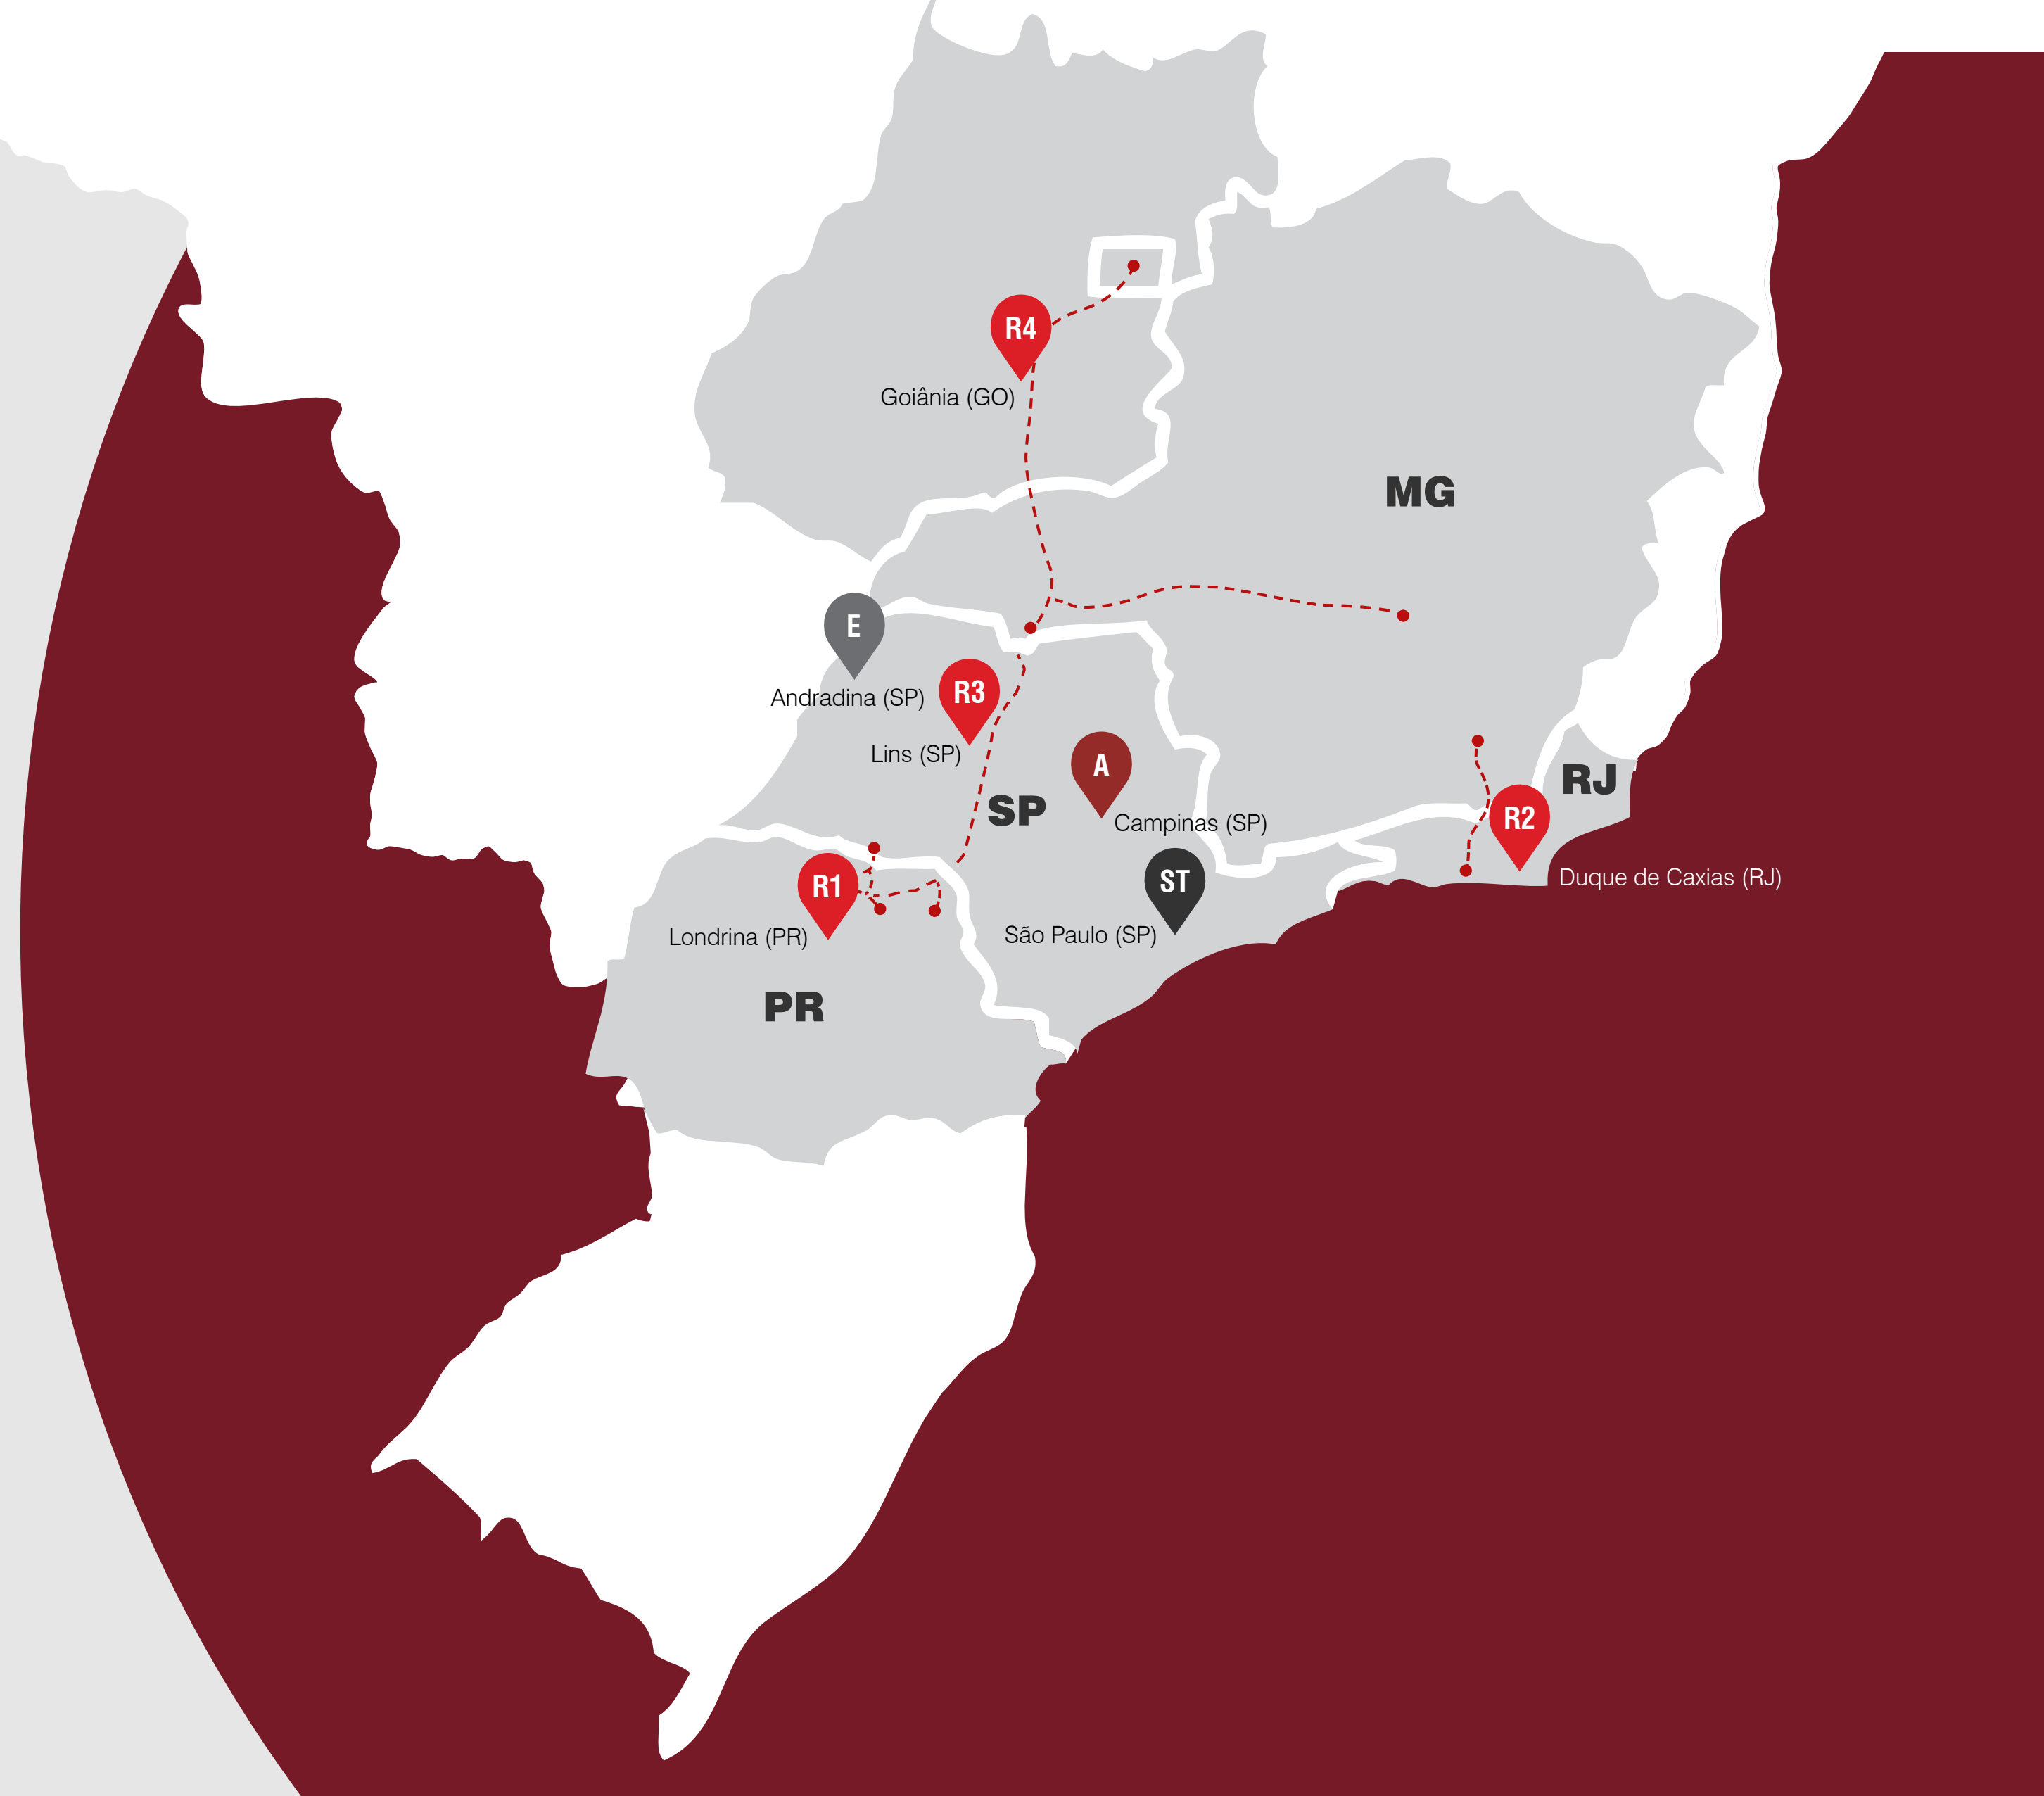 R4
Goiânia (GO)
MG
E
Andradina (SP)
R3
Lins (SP)
A
Campinas (SP)
SP
RJ
R2
Duque de Caxias (RJ)
R1
Londrina (PR)
ST
São Paulo (SP)
PR